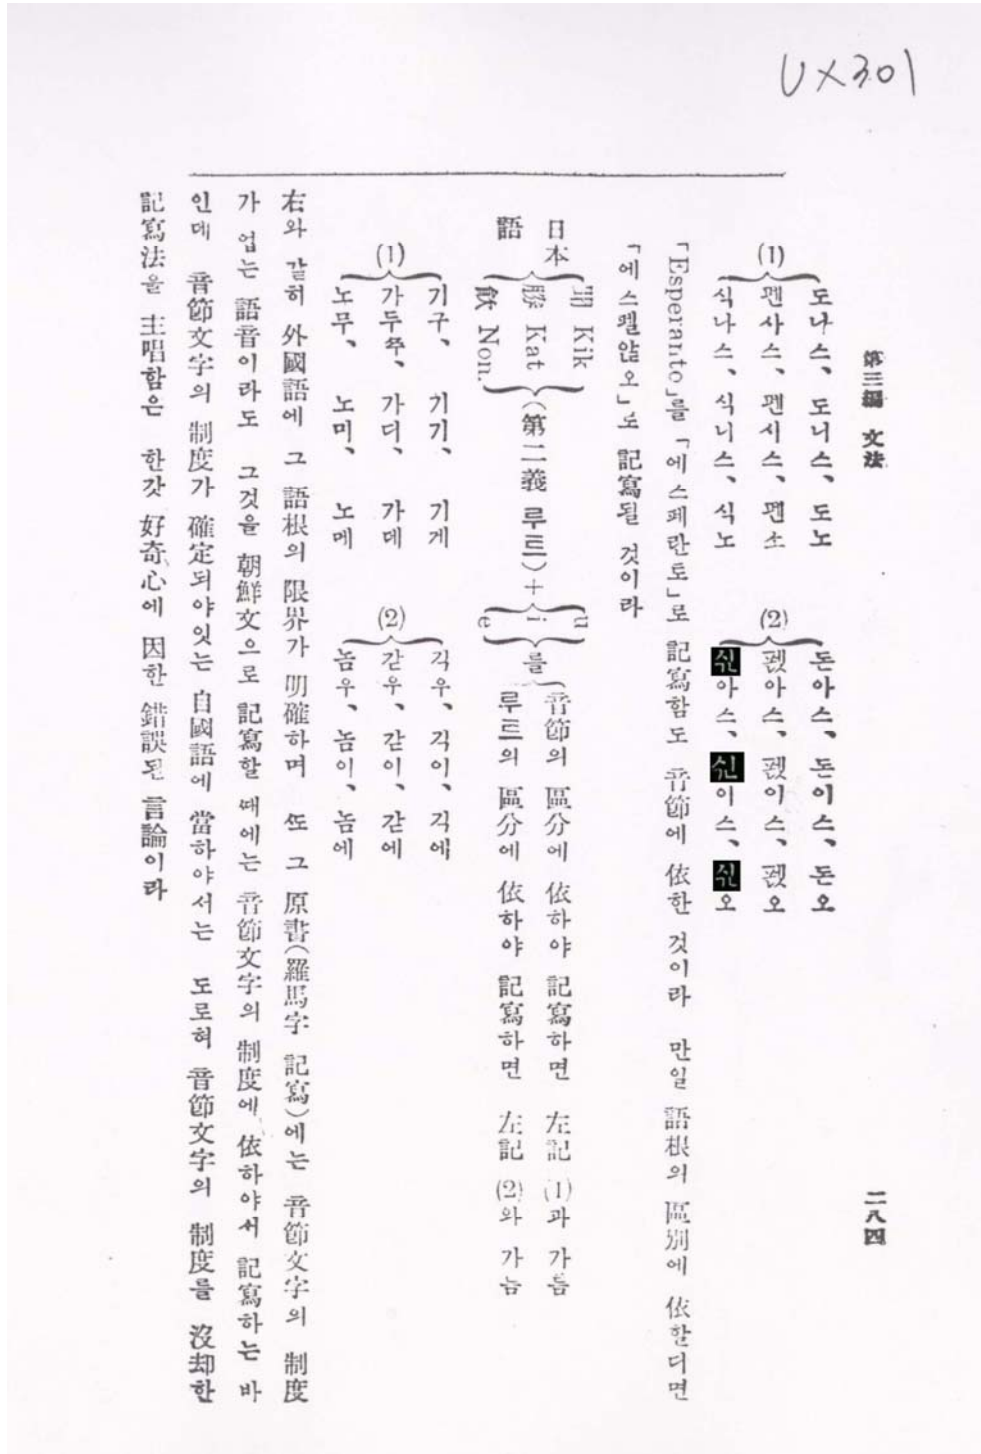 UX301
第三編 文法
二八四
(1)
도나스、도니스、도노
펜사스、펜시스、펜소
식나스、식니스、식노
(2)
돈아스、돈이스、돈오
아스、이스、오
아스、이스、오
「Esperanto」를「에스페란토」로 記寫함도 音節에 依한 것이라 만일 語根의 區別에 依할디면
「에스펠앝오」도 記寫될 것이라
日本語
Kik
勝 Kat
飮 Non.
(第二義 루트)+
u
i
e
를
音節의 區分에 依하야 記寫하면 左記 (1)과 가틈
루트의 區分에 依하야 記寫하면 左記 (2)와 가틈
(1)
기구、 기기、 기게
가두쭈、 가디、 가데
노무、 노미、 노메
(2)
긱우、긱이、긱에
갇우、갇이、갇에
놈우、놈이、놈에
右와 갈히 外國語에 그 語根의 限界가 明確하며 또 그 原書(羅馬字 記寫)에는 音節文字의 制度
가 업는 語音이라도 그것을 朝鮮文으로 記寫할 때에는 音節文字의 制度에 依하야서 記寫하는 바
인데 音節文字의 制度가 確定되야잇는 自國語에 當하야서는 도로혀 音節文字의 制度를 沒却한
記寫法을 主唱함은 한갓 好奇心에 因한 錯誤된 言論이라